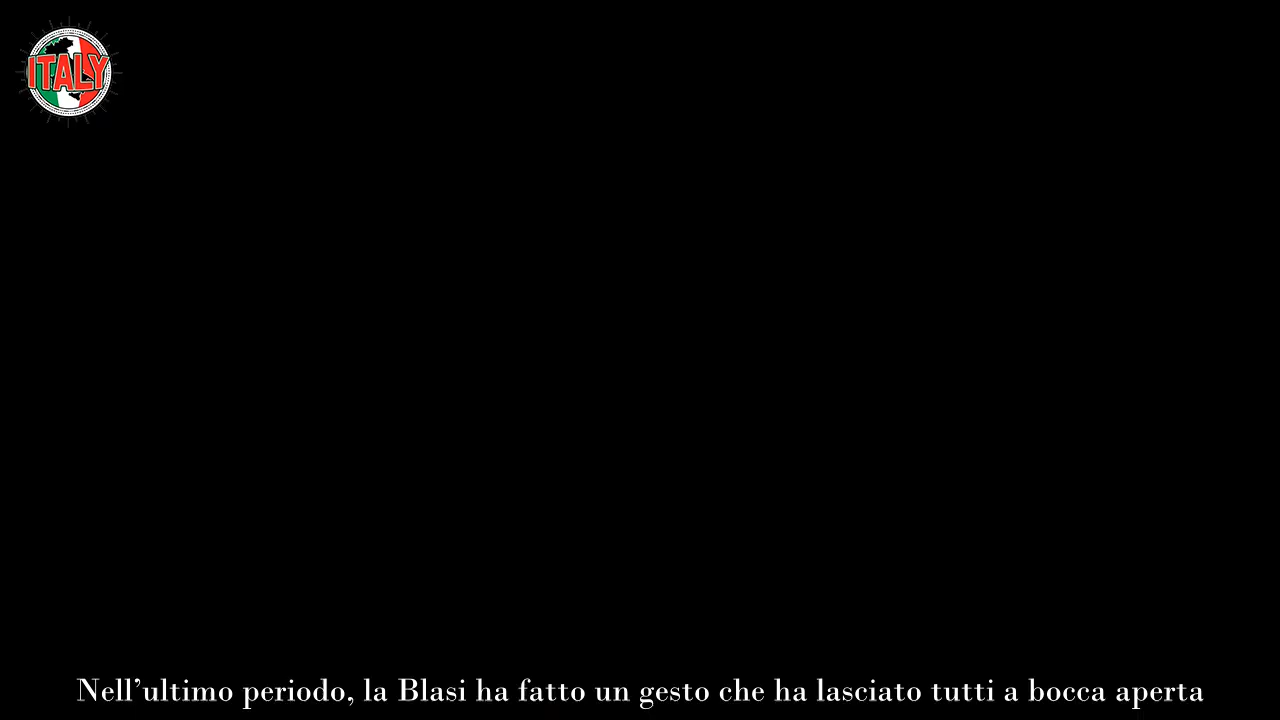 ITALY
Nell’ultimo periodo, la Blasi ha fatto un gesto che ha lasciato tutti a bocca aperta